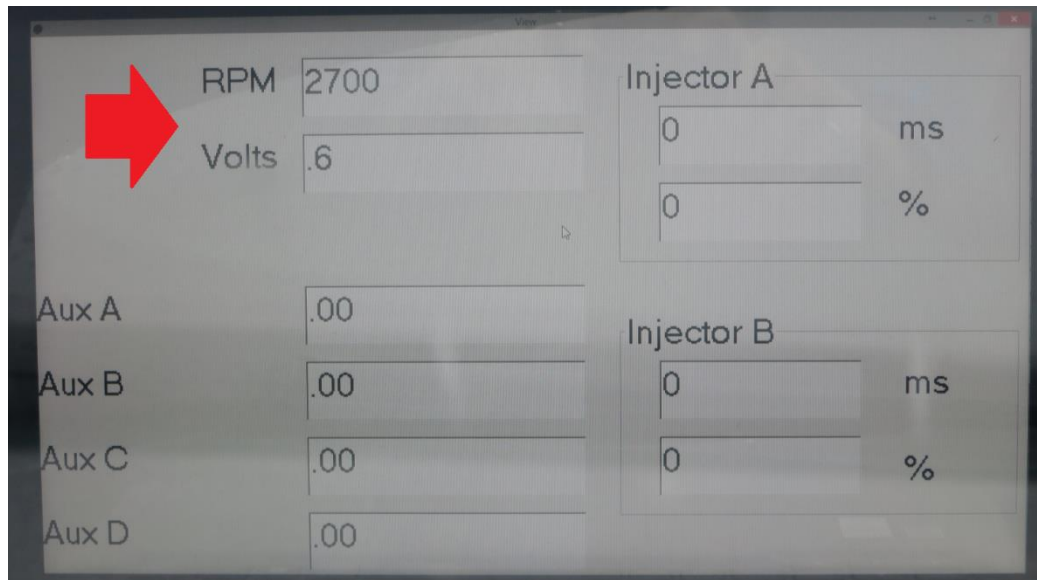 View
RPM 2700
Volts .6
Injector A
0 ms
0 %
Aux A .00
Aux B .00
Aux C .00
Aux D .00
Injector B
0 ms
0 %